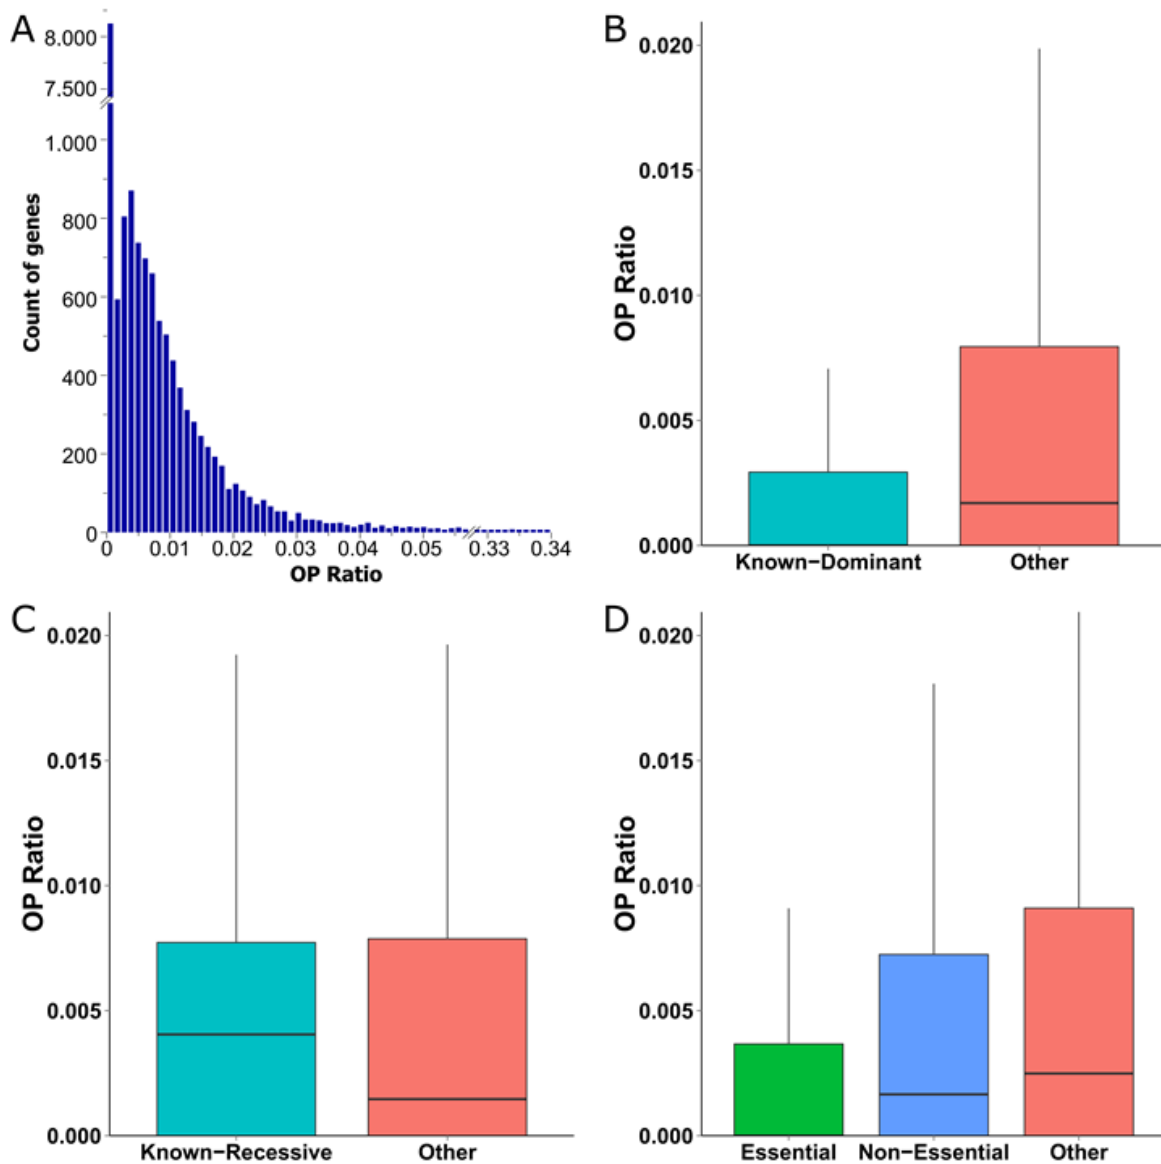 A
8.000
7.500
1.000
800
600
400
200
0
Count of genes
0 0.01 0.02 0.03 0.04 0.05 0.33 0.34
OP Ratio
B
0.020
0.015
0.010
0.005
0.000
OP Ratio
Known−Dominant Other
C
0.020
0.015
0.010
0.005
0.000
OP Ratio
Known−Recessive Other
D
0.020
0.015
0.010
0.005
0.000
OP Ratio
Essential Non−Essential Other